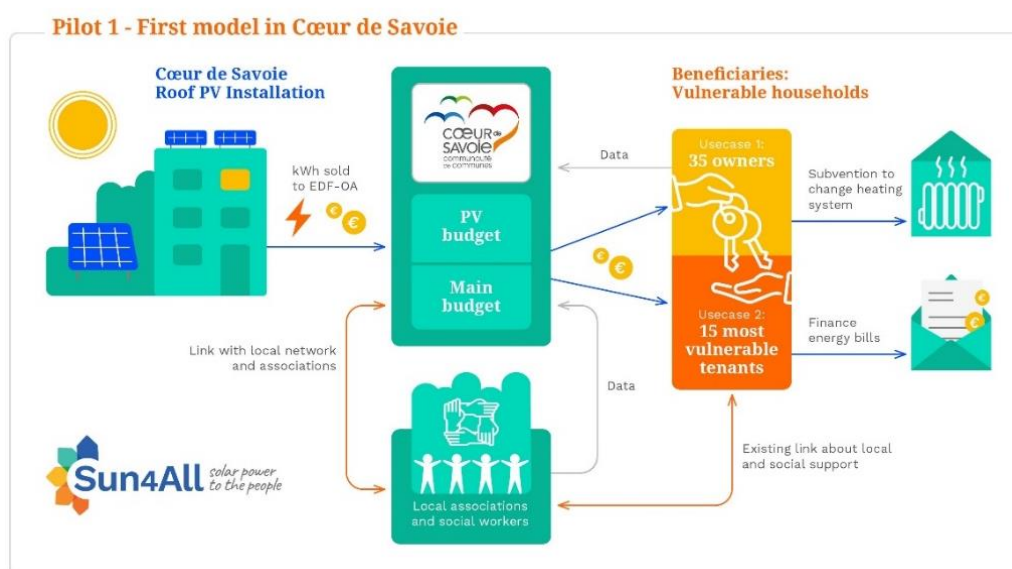 Pilot 1 - First model in Cœur de Savoie
Cœur de Savoie
Roof PV Installation
kWh sold
to EDF-OA
€
€
CŒUR de
SAVOIE
communauté
de communes
PV
budget
Main
budget
Data
€
€
Beneficiaries:
Vulnerable households
Usecase 1:
35 owners
Usecase 2:
15 most
vulnerable
tenants
Subvention to
change heating
system
Finance
energy bills
€
€
Link with local network
and associations
Data
Existing link about local
and social support
Local associations
and social workers
Sun4All
solar power
to the people